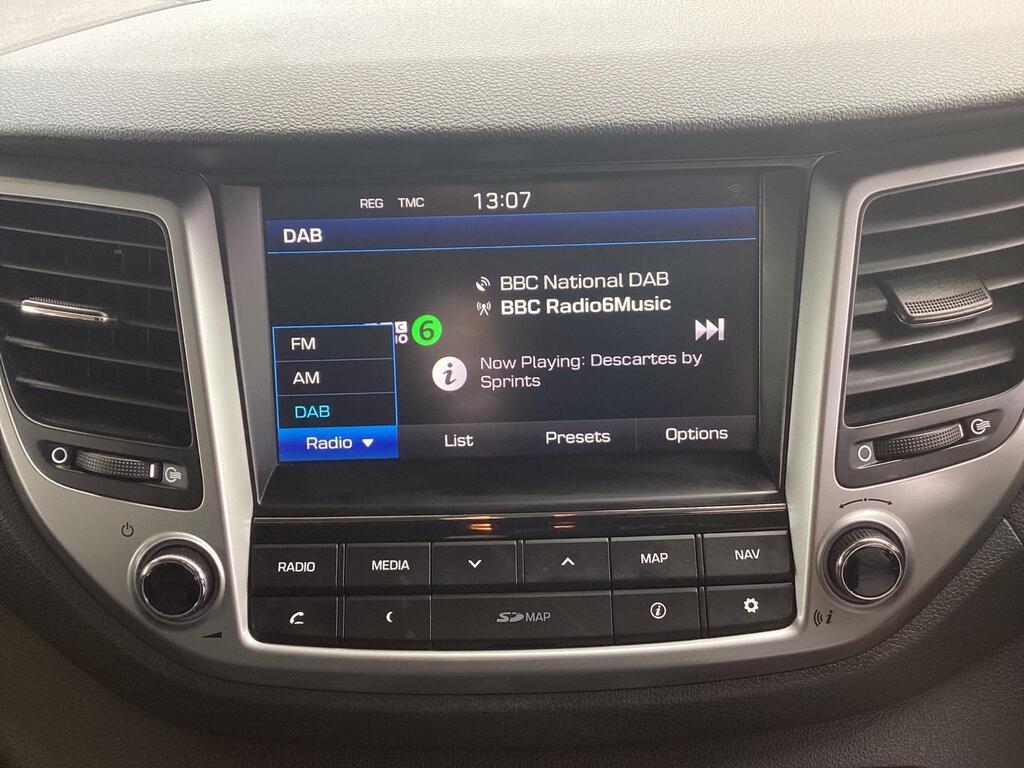 REG TMC 13:07
DAB
BBC National DAB
BBC Radio6Music
C
IO 6
Now Playing: Descartes by
Sprints
FM
AM
DAB
Radio List Presets Options
RADIO MEDIA MAP NAV
SD MAP